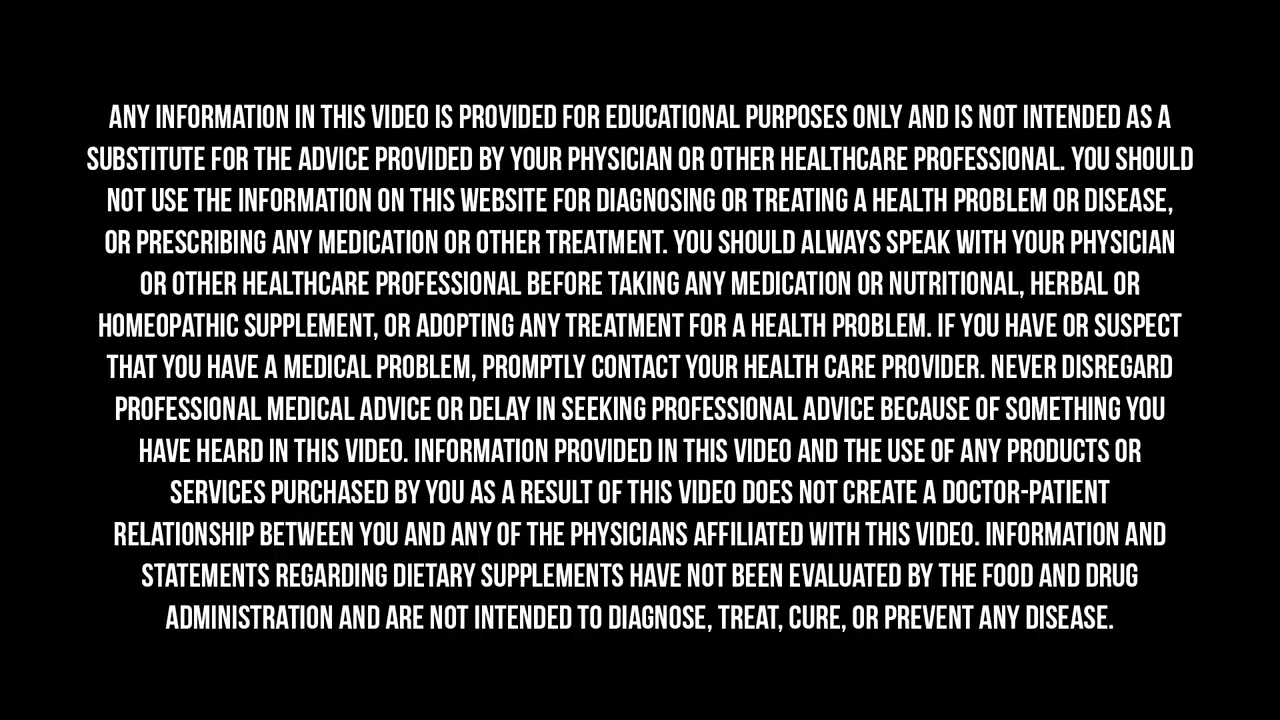 ANY INFORMATION IN THIS VIDEO IS PROVIDED FOR EDUCATIONAL PURPOSES ONLY AND IS NOT INTENDED AS A
SUBSTITUTE FOR THE ADVICE PROVIDED BY YOUR PHYSICIAN OR OTHER HEALTHCARE PROFESSIONAL. YOU SHOULD
NOT USE THE INFORMATION ON THIS WEBSITE FOR DIAGNOSING OR TREATING A HEALTH PROBLEM OR DISEASE,
OR PRESCRIBING ANY MEDICATION OR OTHER TREATMENT. YOU SHOULD ALWAYS SPEAK WITH YOUR PHYSICIAN
OR OTHER HEALTHCARE PROFESSIONAL BEFORE TAKING ANY MEDICATION OR NUTRITIONAL, HERBAL OR
HOMEOPATHIC SUPPLEMENT, OR ADOPTING ANY TREATMENT FOR A HEALTH PROBLEM. IF YOU HAVE OR SUSPECT
THAT YOU HAVE A MEDICAL PROBLEM, PROMPTLY CONTACT YOUR HEALTH CARE PROVIDER. NEVER DISREGARD
PROFESSIONAL MEDICAL ADVICE OR DELAY IN SEEKING PROFESSIONAL ADVICE BECAUSE OF SOMETHING YOU
HAVE HEARD IN THIS VIDEO. INFORMATION PROVIDED IN THIS VIDEO AND THE USE OF ANY PRODUCTS OR
SERVICES PURCHASED BY YOU AS A RESULT OF THIS VIDEO DOES NOT CREATE A DOCTOR-PATIENT
RELATIONSHIP BETWEEN YOU AND ANY OF THE PHYSICIANS AFFILIATED WITH THIS VIDEO. INFORMATION AND
STATEMENTS REGARDING DIETARY SUPPLEMENTS HAVE NOT BEEN EVALUATED BY THE FOOD AND DRUG
ADMINISTRATION AND ARE NOT INTENDED TO DIAGNOSE, TREAT, CURE, OR PREVENT ANY DISEASE.